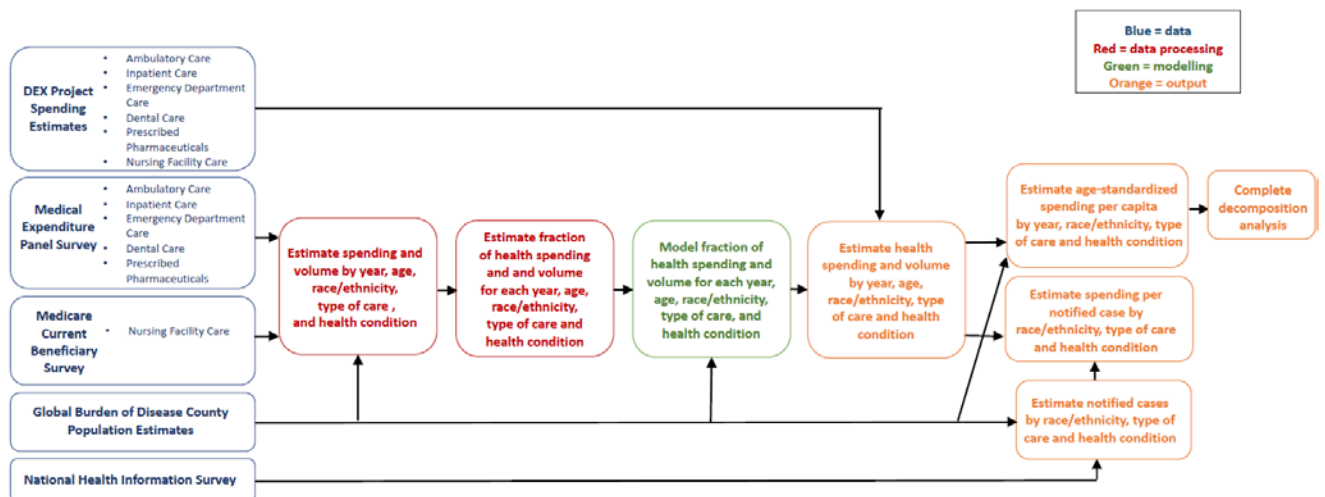 Blue = data
Red = data processing
Green = modelling
Orange = output
DEX Project
Spending
Estimates
• Ambulatory Care
• Inpatient Care
• Emergency Department
Care
• Dental Care
• Prescribed
Pharmaceuticals
• Nursing Facility Care
Medical
Expenditure
Panel Survey
• Ambulatory Care
• Inpatient Care
• Emergency Department
Care
• Dental Care
• Prescribed
Pharmaceuticals
Medicare
Current
Beneficiary
Survey
• Nursing Facility Care
Global Burden of Disease County
Population Estimates
National Health Information Survey
Estimate spending and
volume by year, age,
race/ethnicity,
type of care ,
and health condition
Estimate fraction
of health spending
and and volume
for each year, age,
race/ethnicity,
type of care and
health condition
Model fraction of
health spending and
volume for each year,
age, race/ethnicity,
type of care, and
health condition
Estimate health
spending and volume
by year, age,
race/ethnicity, type
of care and health
condition
Estimate age-standardized
spending per capita
by year, race/ethnicity, type
of care and health condition
Complete
decomposition
analysis
Estimate spending per
notified case by
race/ethnicity, type of care
and health condition
Estimate notified cases
by race/ethnicity, type of
care and health condition